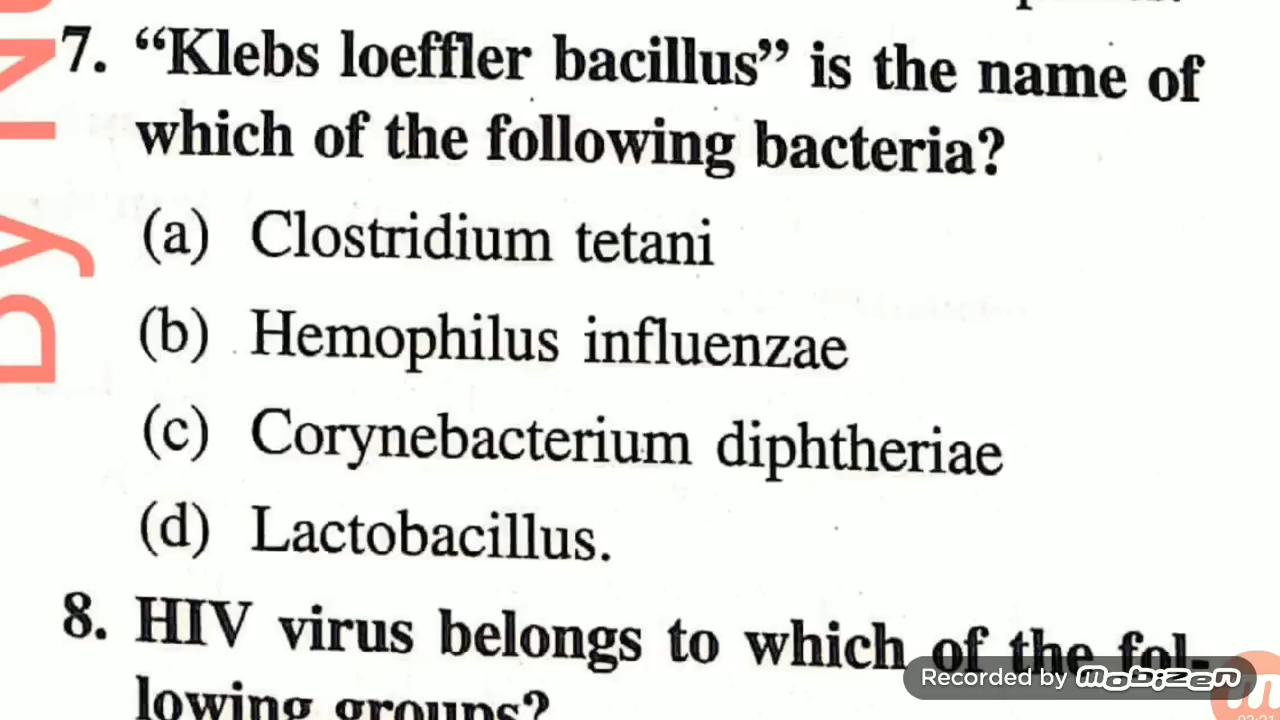 7. “Klebs loeffler bacillus” is the name of
which of the following bacteria?
(a) Clostridium tetani
(b) Hemophilus influenzae
(c) Corynebacterium diphtheriae
(d) Lactobacillus.
8. HIV virus belongs to which of the fol-
lowing groups?
By
Recorded by mobizen